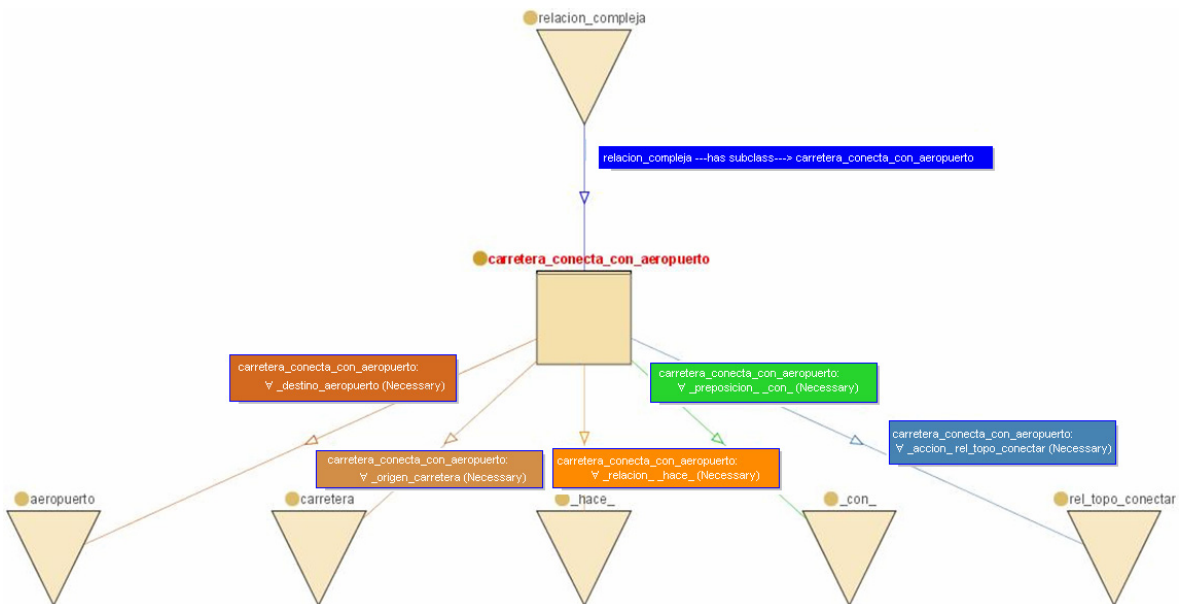 relacion_compleja
relacion_compleja ---has subclass---> carretera_conecta_con_aeropuerto
carretera_conecta_con_aeropuerto
carretera_conecta_con_aeropuerto:
∀ _destino_aeropuerto (Necessary)
carretera_conecta_con_aeropuerto:
∀ _preposicion_ _con_ (Necessary)
carretera_conecta_con_aeropuerto:
∀ _accion_ rel_topo_conectar (Necessary)
carretera_conecta_con_aeropuerto:
∀ _origen_carretera (Necessary)
carretera_conecta_con_aeropuerto:
∀ _relacion_ _hace_ (Necessary)
aeropuerto
carretera
_hace_
_con_
rel_topo_conectar